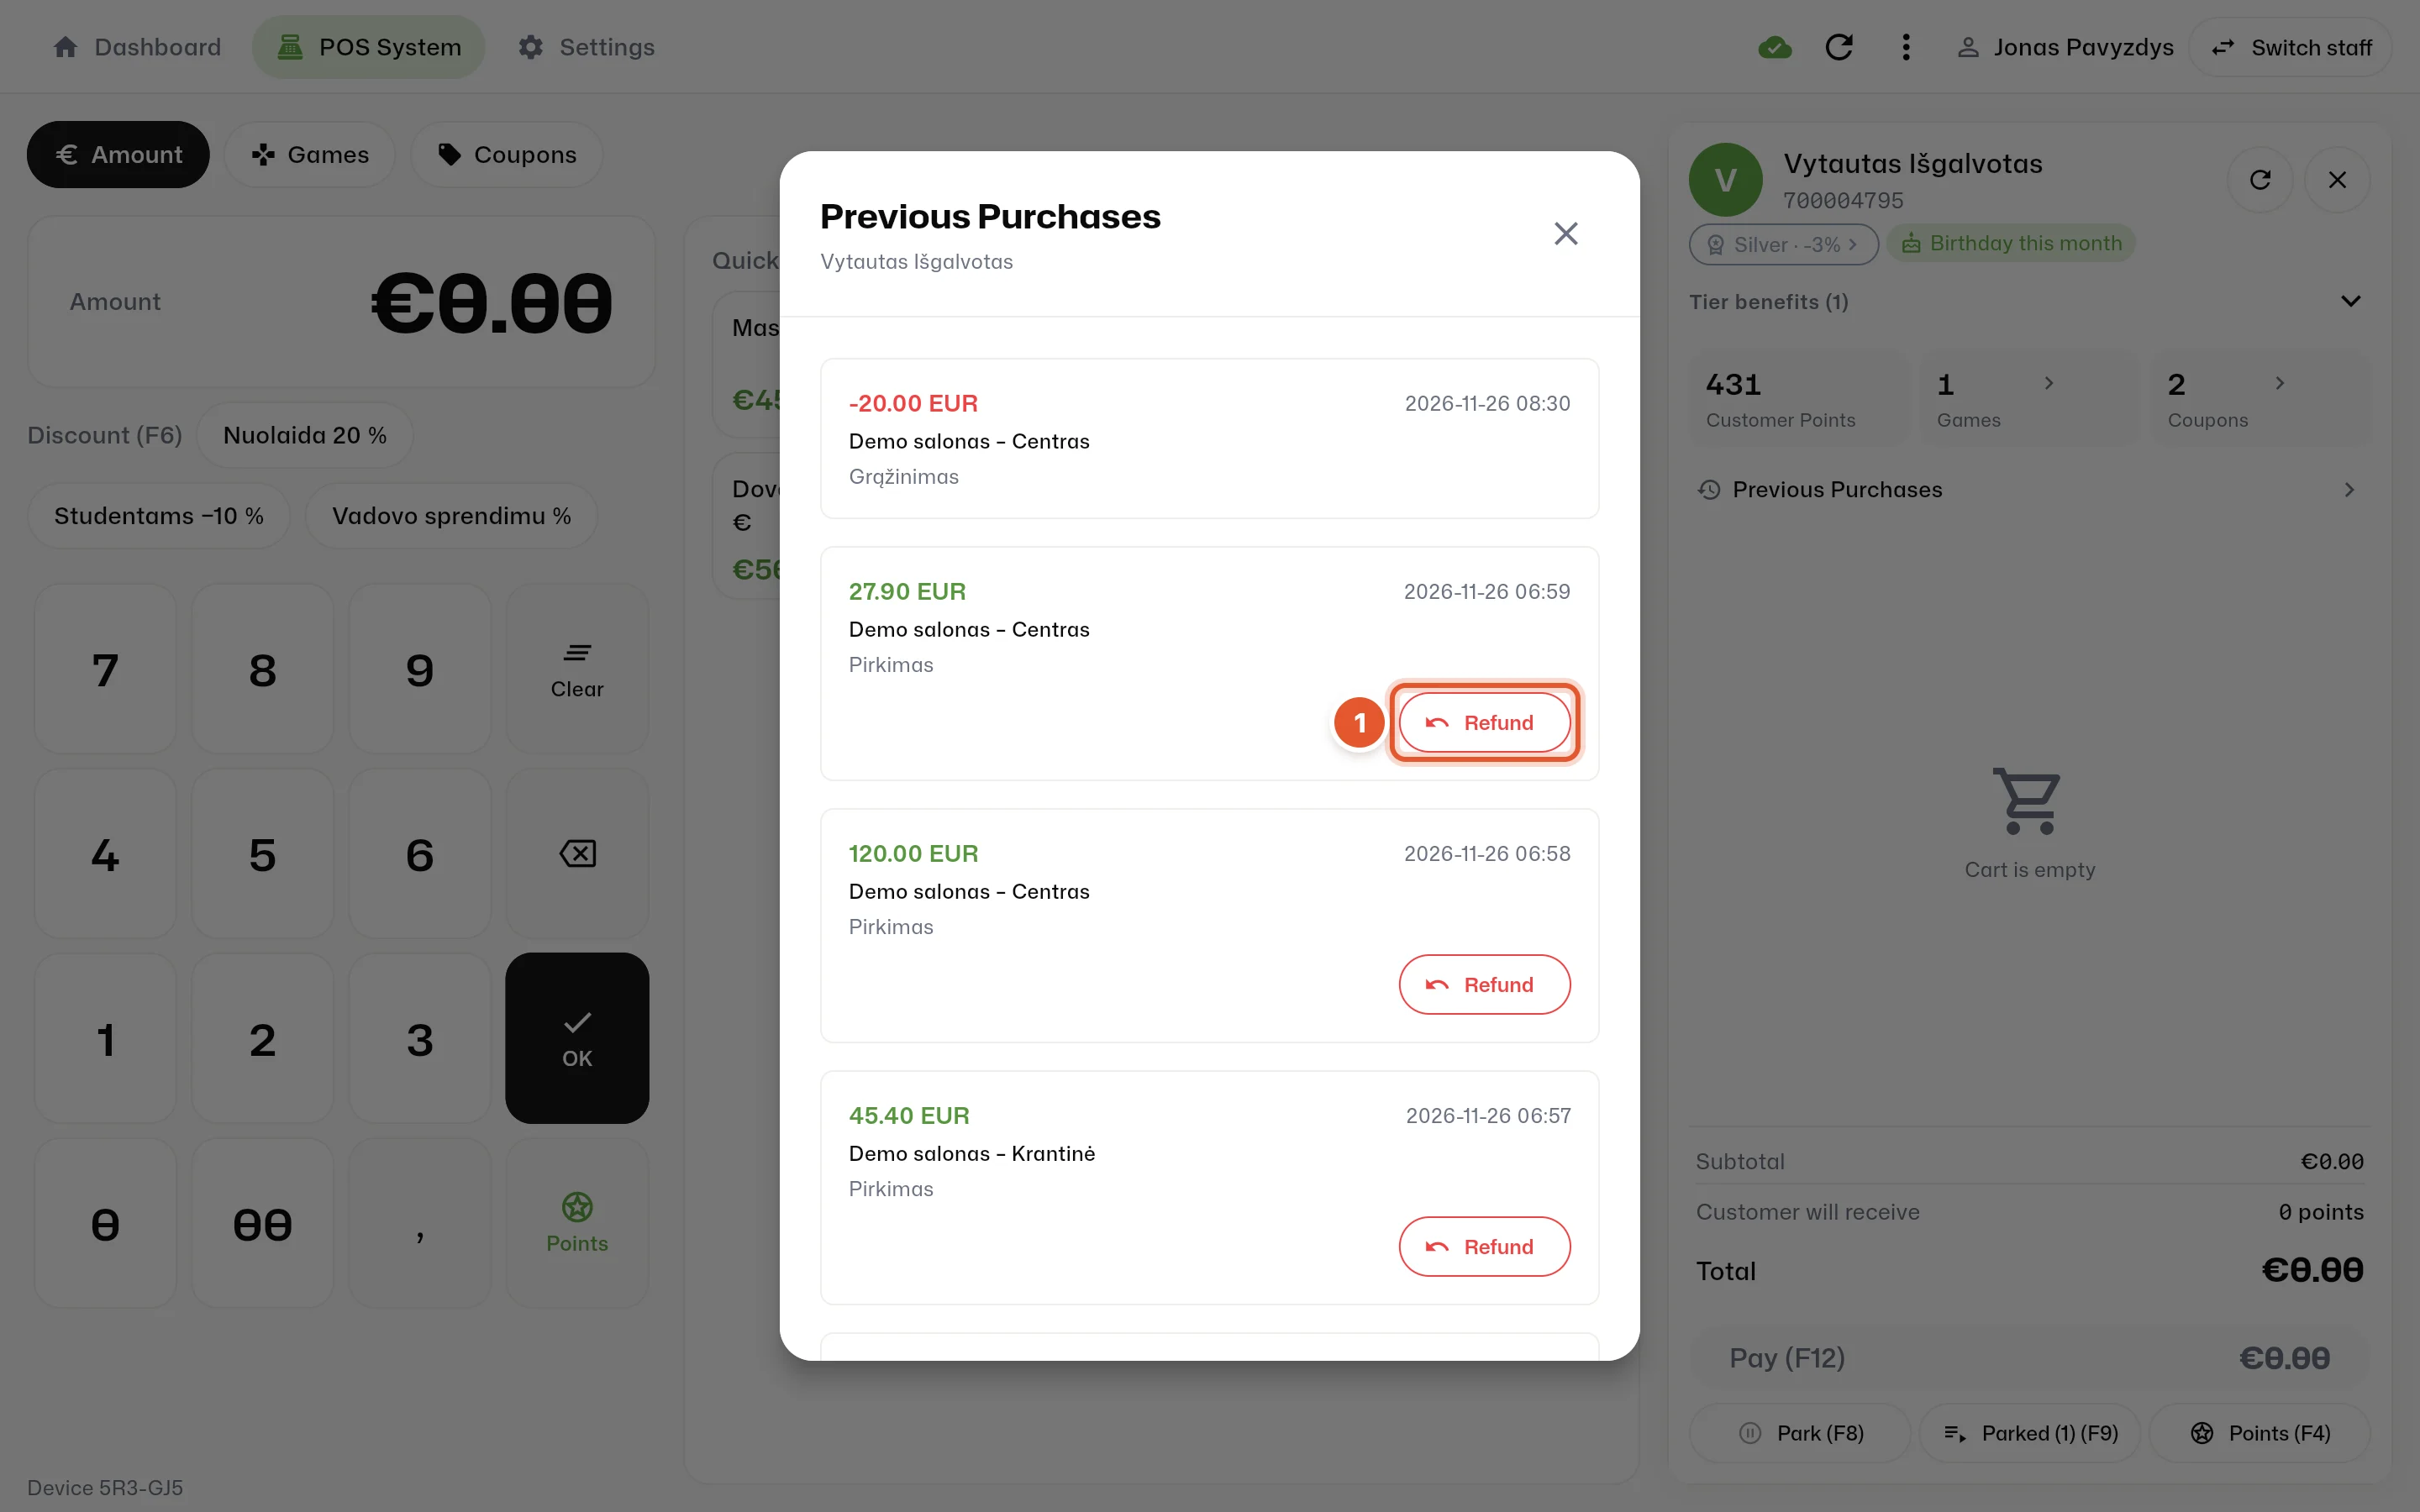 Dashboard
POS System
Settings
Jonas Pavyzdys
Switch staff
Amount
Games
Coupons
Amount
€0.00
Discount (F6)
Nuolaida 20 %
Studentams −10 %
Vadovo sprendimu %
7
8
9
Clear
4
5
6
1
2
3
OK
0
00
,
Points
Device 5R3-GJ5
Quick
€
Previous Purchases
Vytautas Išgalvotas
-20.00 EUR
2026-11-26 08:30
Demo salonas – Centras
Grąžinimas
27.90 EUR
2026-11-26 06:59
Demo salonas – Centras
Pirkimas
1
Refund
120.00 EUR
2026-11-26 06:58
Demo salonas – Centras
Pirkimas
Refund
45.40 EUR
2026-11-26 06:57
Demo salonas – Krantinė
Pirkimas
Refund
V
Vytautas Išgalvotas
700004795
Silver · -3%
Birthday this month
Tier benefits (1)
431
Customer Points
1
Games
2
Coupons
Previous Purchases
Cart is empty
Subtotal
€0.00
Customer will receive
0 points
Total
€0.00
Pay (F12)
€0.00
Park (F8)
Parked (1) (F9)
Points (F4)